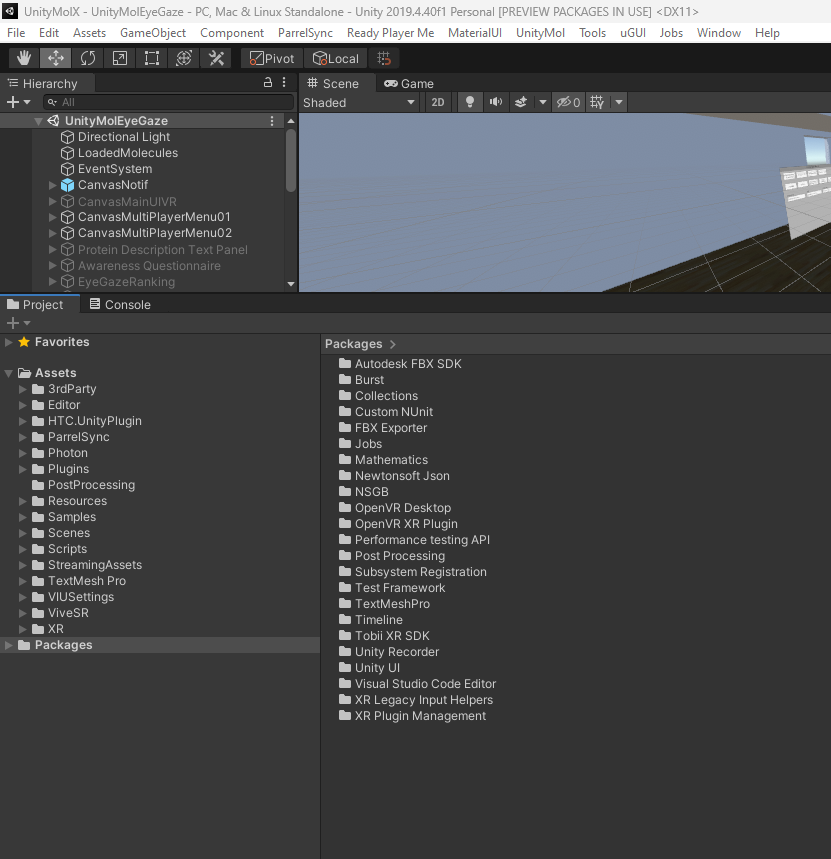 UnityMolX - UnityMolEyeGaze - PC, Mac & Linux Standalone - Unity 2019.4.40f1 Personal [PREVIEW PACKAGES IN USE] <DX11>
File Edit Assets GameObject Component ParrelSync Ready Player Me MaterialUI UnityMol Tools uGUI Jobs Window Help
Pivot Local
Hierarchy
All
UnityMolEyeGaze
Directional Light
LoadedMolecules
EventSystem
CanvasNotif
CanvasMainUIVR
CanvasMultiPlayerMenu01
CanvasMultiPlayerMenu02
Protein Description Text Panel
Awareness Questionnaire
EyeGazeRanking
Scene Game
Shaded 2D 0
Project Console
Favorites
Assets
3rdParty
Editor
HTC.UnityPlugin
ParrelSync
Photon
Plugins
PostProcessing
Resources
Samples
Scenes
Scripts
StreamingAssets
TextMesh Pro
VIUSettings
ViveSR
XR
Packages
Packages
Autodesk FBX SDK
Burst
Collections
Custom NUnit
FBX Exporter
Jobs
Mathematics
Newtonsoft Json
NSGB
OpenVR Desktop
OpenVR XR Plugin
Performance testing API
Post Processing
Subsystem Registration
Test Framework
TextMeshPro
Timeline
Tobii XR SDK
Unity Recorder
Unity UI
Visual Studio Code Editor
XR Legacy Input Helpers
XR Plugin Management